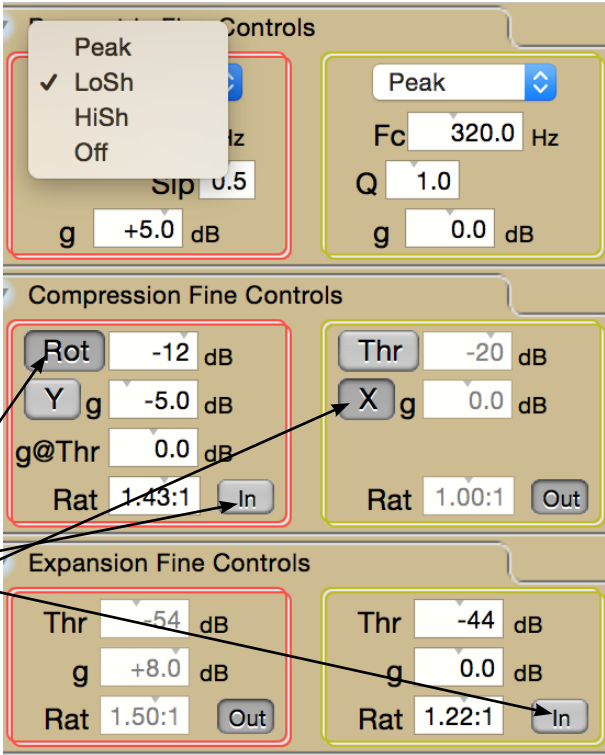 Fine Controls
Peak
LoSh
HiSh
Off
Hz
Slp 0.5
g +5.0 dB
Peak
Fc 320.0 Hz
Q 1.0
g 0.0 dB
Compression Fine Controls
Rot -12 dB
Y g -5.0 dB
g@Thr 0.0 dB
Rat 1.43:1 In
Thr -20 dB
X g 0.0 dB
Rat 1.00:1 Out
Expansion Fine Controls
Thr -54 dB
g +8.0 dB
Rat 1.50:1 Out
Thr -44 dB
g 0.0 dB
Rat 1.22:1 In